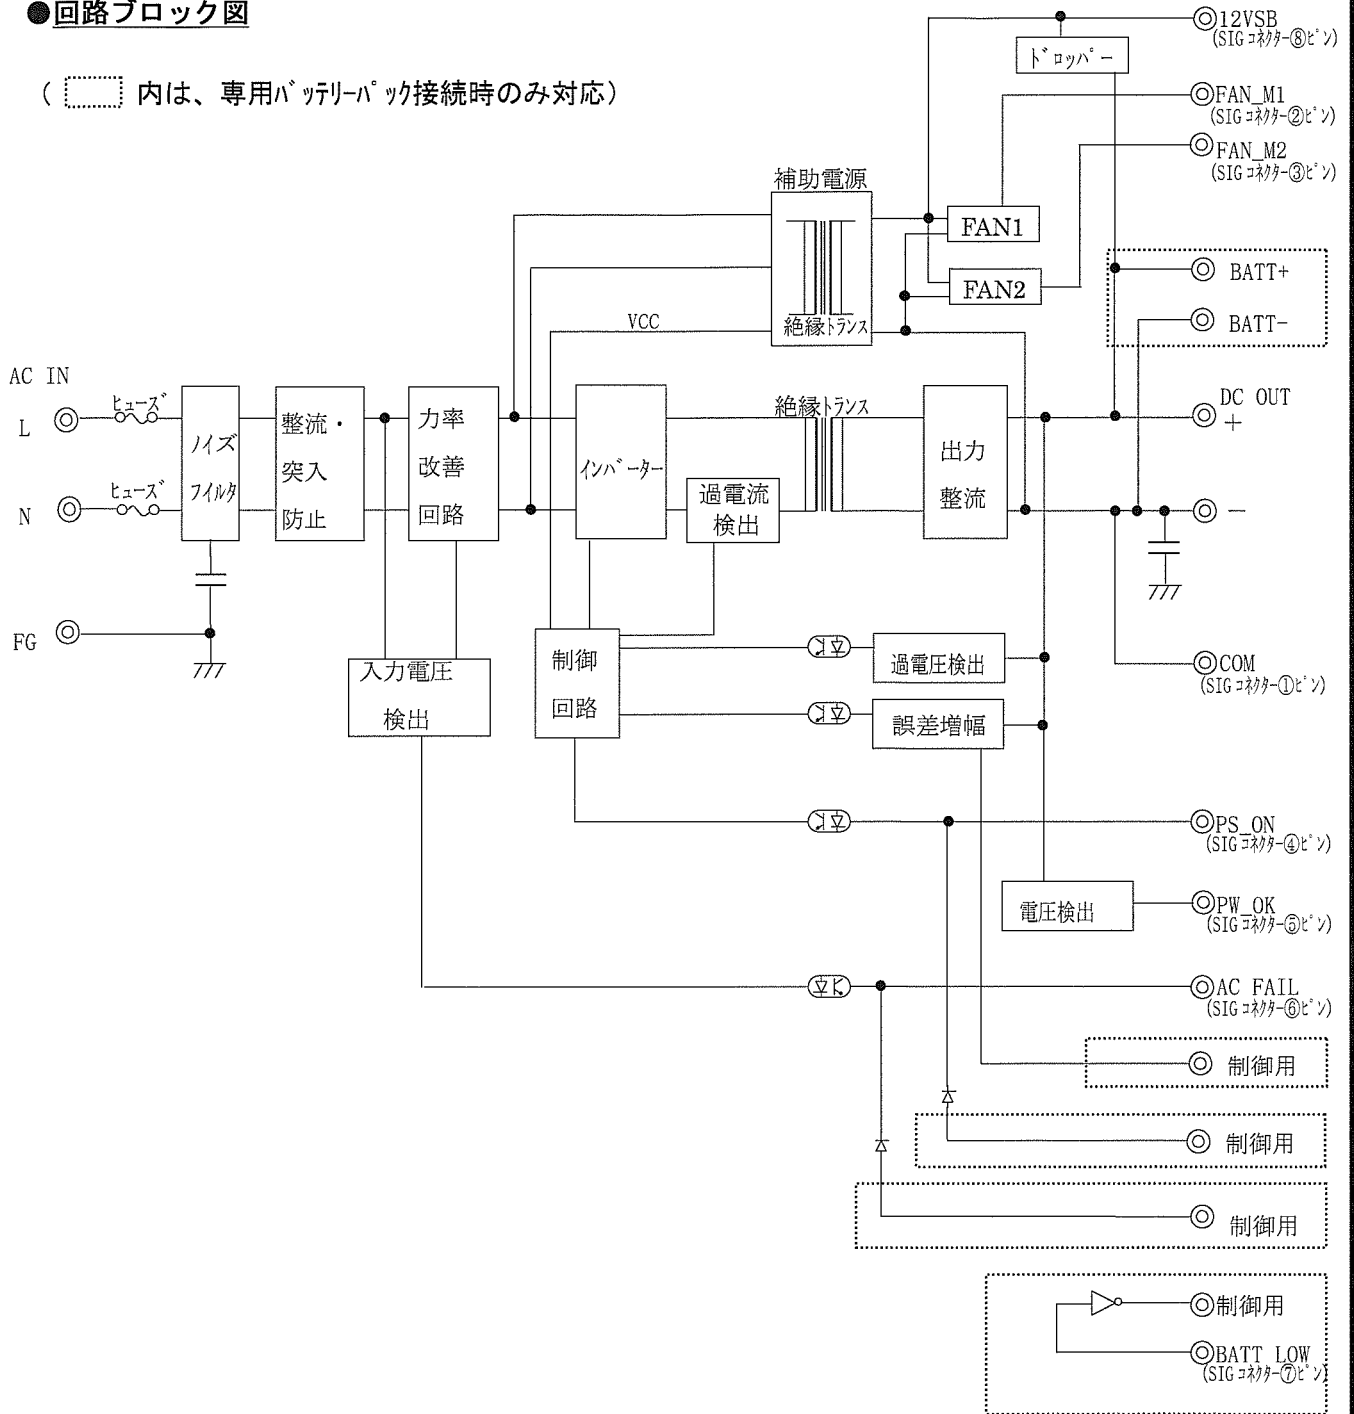 ●回路ブロック図
( 内は、専用バッテリーパック接続時のみ対応)
12VSB
(SIGコネクター⑧ピン)
ドロッパー
FAN_M1
(SIGコネクター②ピン)
FAN_M2
(SIGコネクター③ピン)
補助電源
FAN1
FAN2
絶縁トランス
VCC
BATT+
BATT-
AC IN
L
ヒューズ
N
ヒューズ
FG
ノイズ
フイルタ
整流・
突入
防止
力率
改善
回路
インバーター
過電流
検出
絶縁トランス
出力
整流
DC OUT
+
-
入力電圧
検出
制御
回路
過電圧検出
誤差増幅
COM
(SIGコネクター①ピン)
PS_ON
(SIGコネクター④ピン)
電圧検出
PW_OK
(SIGコネクター⑤ピン)
AC FAIL
(SIGコネクター⑥ピン)
制御用
制御用
制御用
制御用
BATT LOW
(SIGコネクター⑦ピン)